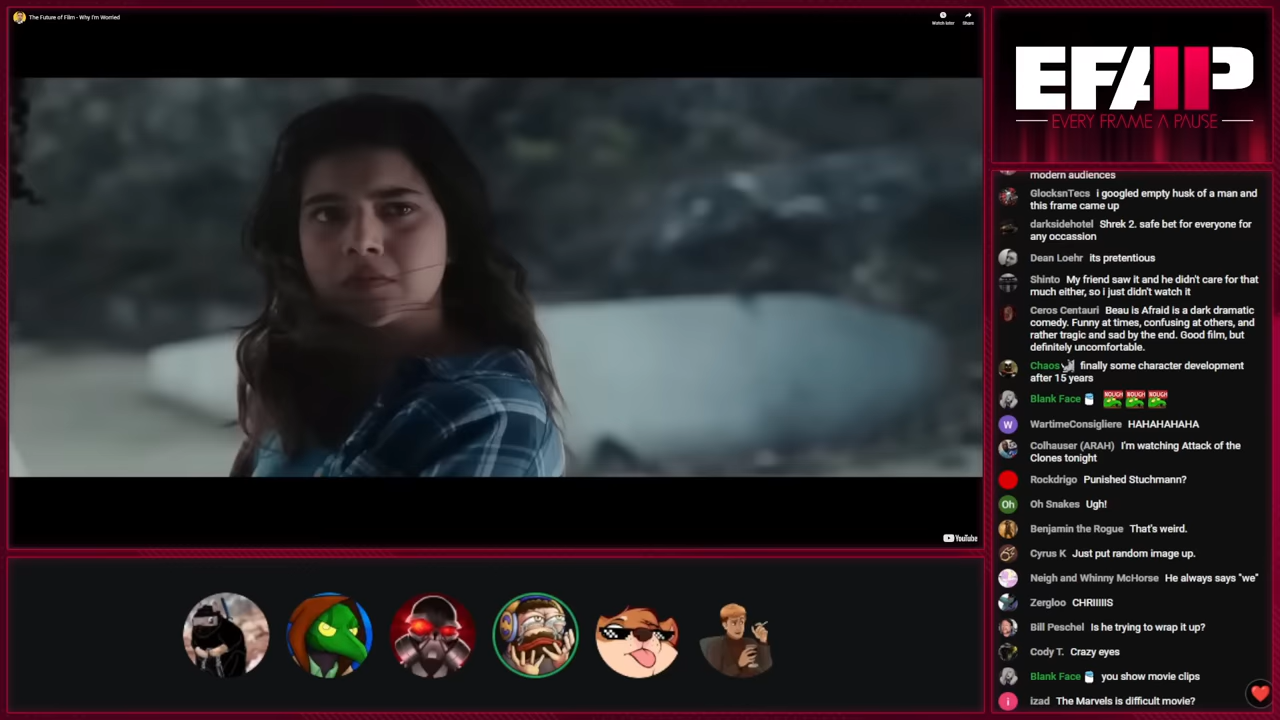 The Future of Film - Why I'm Worried
Watch later
Share
YouTube
EFAP
EVERY FRAME A PAUSE
modern audiences
GlocksnTecs i googled empty husk of a man and
this frame came up
darksidehotel Shrek 2. safe bet for everyone for
any occassion
Dean Loehr its pretentious
Shinto My friend saw it and he didn't care for that
much either, so i just didn't watch it
Ceros Centauri Beau is Afraid is a dark dramatic
comedy. Funny at times, confusing at others, and
rather tragic and sad by the end. Good film, but
definitely uncomfortable.
Chaos finally some character development
after 15 years
Blank Face ROUGH ROUGH ROUGH
W WartimeConsigliere HAHAHAHAHA
Colhauser (ARAH) I'm watching Attack of the
Clones tonight
Rockdrigo Punished Stuchmann?
Oh Oh Snakes Ugh!
Benjamin the Rogue That's weird.
Cyrus K Just put random image up.
Neigh and Whinny McHorse He always says "we"
Zergloo CHRIIIIIS
Bill Peschel Is he trying to wrap it up?
Cody T. Crazy eyes
Blank Face you show movie clips
i izad The Marvels is difficult movie?